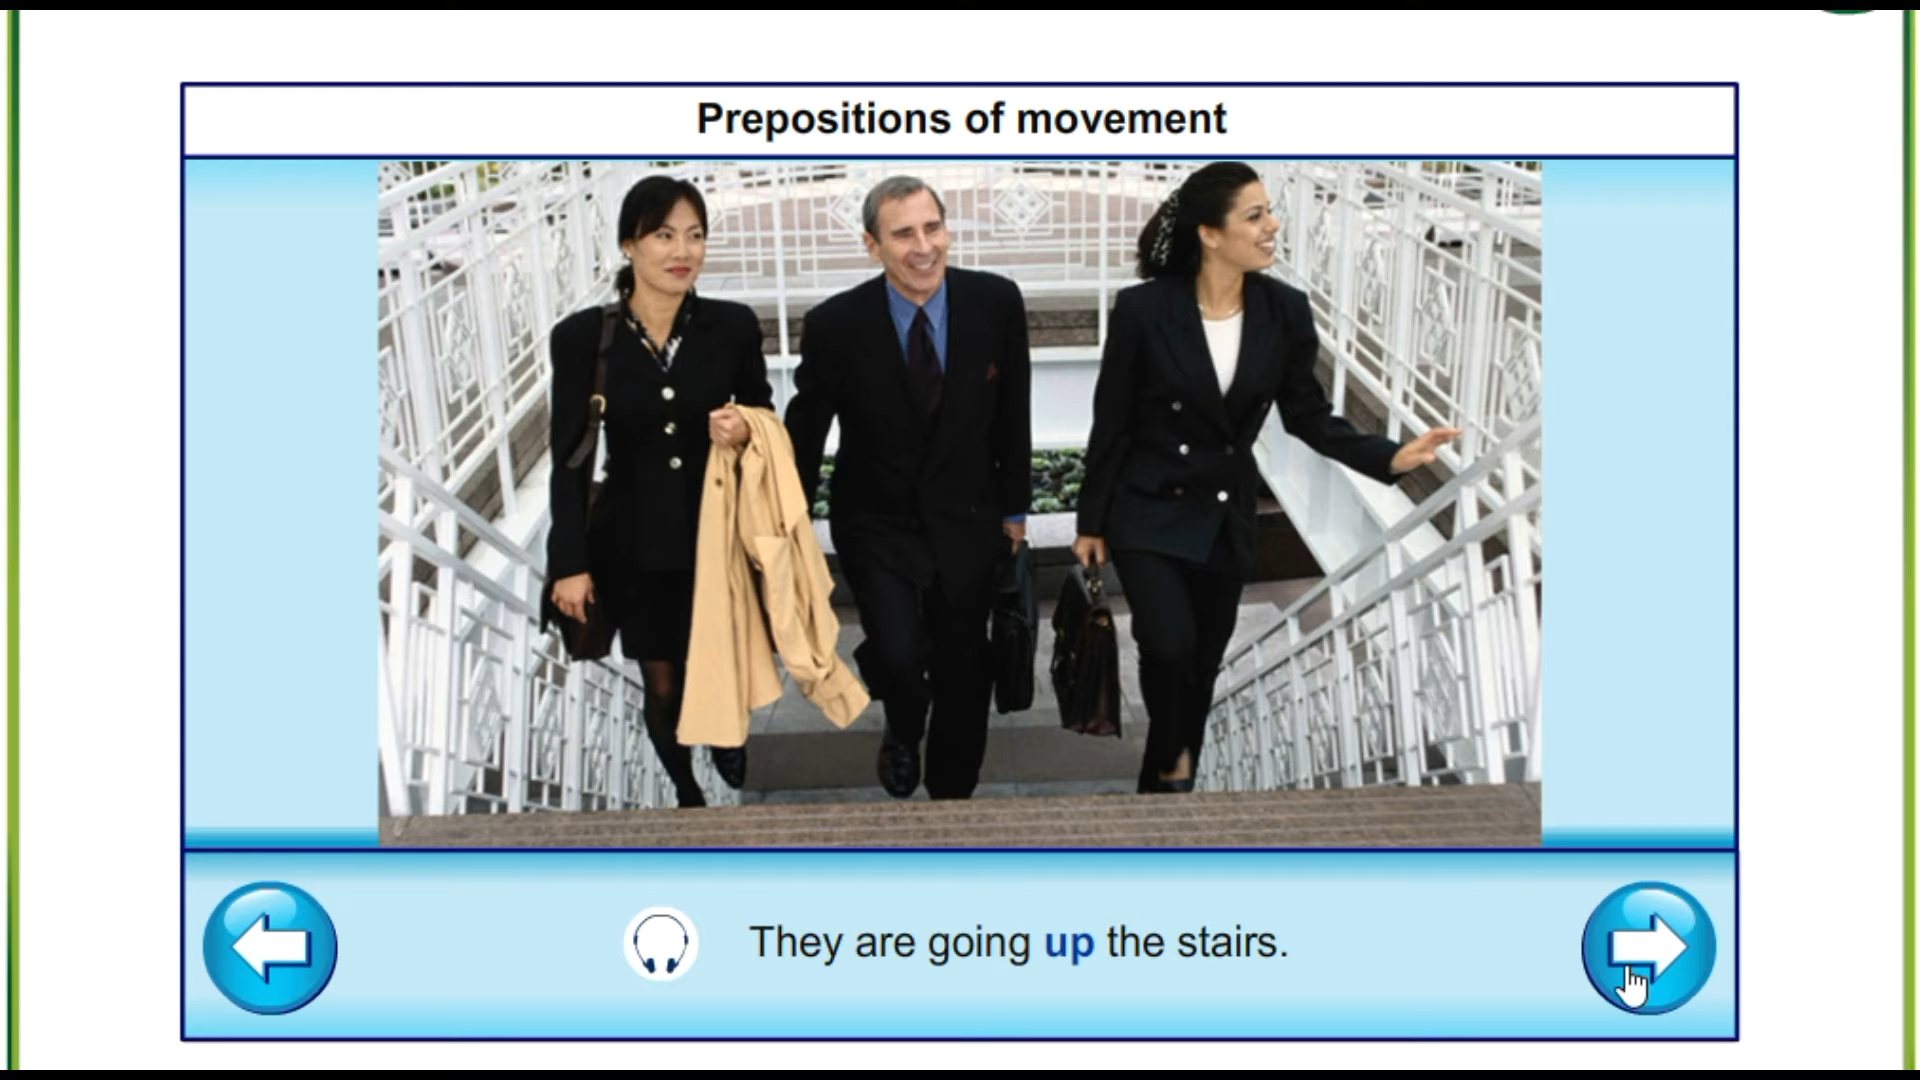 Prepositions of movement
They are going up the stairs.